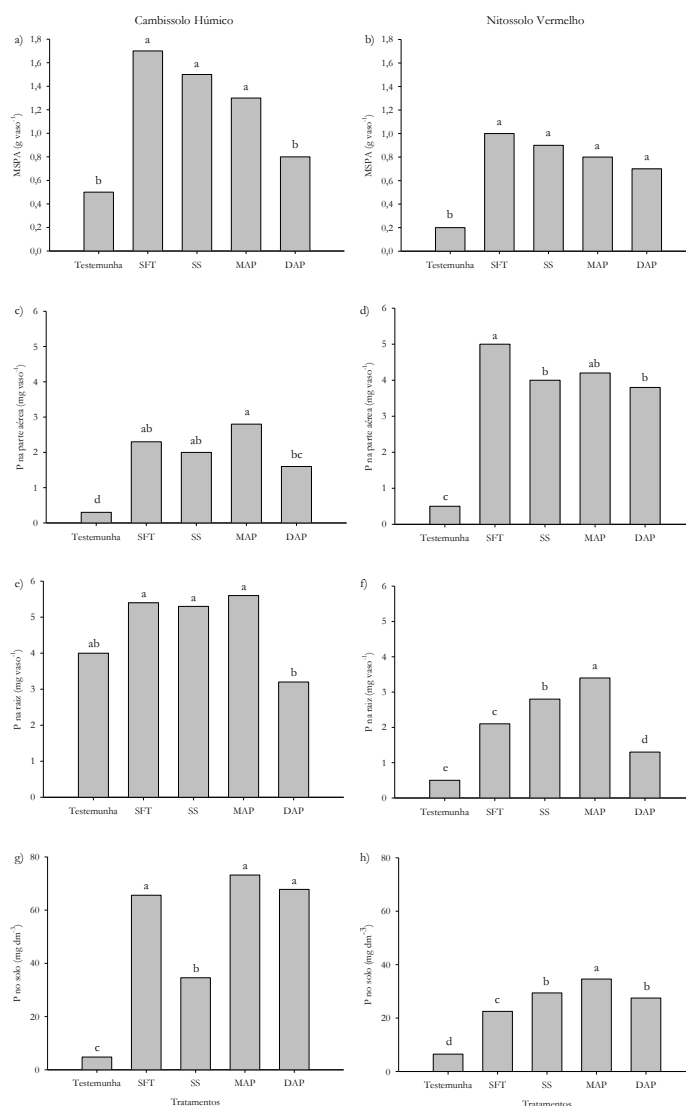 Cambissolo Húmico
Nitossolo Vermelho
a)
MSPA (g vaso-1)
1,8
1,6
1,4
1,2
1,0
0,8
0,6
0,4
0,2
0,0
b
a
a
a
b
Testemunha SFT SS MAP DAP
b)
MSPA (g vaso-1)
1,8
1,6
1,4
1,2
1,0
0,8
0,6
0,4
0,2
0,0
b
a
a
a
a
Testemunha SFT SS MAP DAP
c)
P na parte aérea (mg vaso-1)
6
5
4
3
2
1
0
d
ab
ab
a
bc
Testemunha SFT SS MAP DAP
d)
P na parte aérea (mg vaso-1)
6
5
4
3
2
1
0
c
a
b
ab
b
Testemunha SFT SS MAP DAP
e)
P na raiz (mg vaso-1)
6
5
4
3
2
1
0
ab
a
a
a
b
Testemunha SFT SS MAP DAP
f)
P na raiz (mg vaso-1)
6
5
4
3
2
1
0
e
c
b
a
d
Testemunha SFT SS MAP DAP
g)
P no solo (mg dm-3)
80
60
40
20
0
c
a
b
a
a
Testemunha SFT SS MAP DAP
Tratamentos
h)
P no solo (mg dm-3)
80
60
40
20
0
d
c
b
a
b
Testemunha SFT SS MAP DAP
Tratamentos